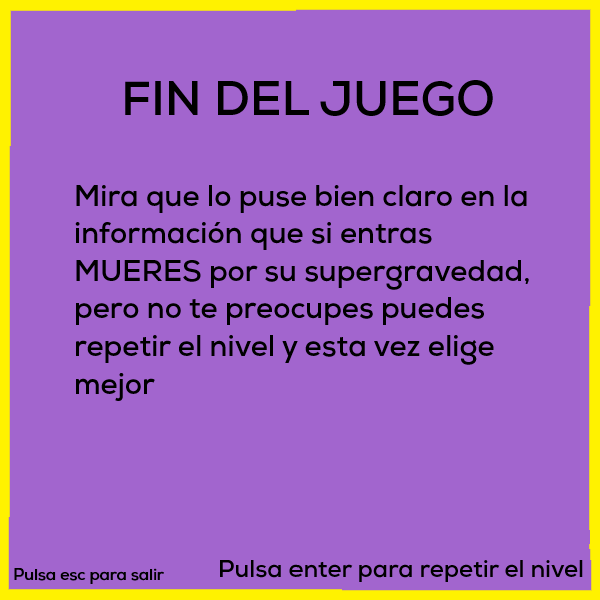 FIN DEL JUEGO
Mira que lo puse bien claro en la
información que si entras
MUERES por su supergravedad,
pero no te preocupes puedes
repetir el nivel y esta vez elige
mejor
Pulsa esc para salir
Pulsa enter para repetir el nivel